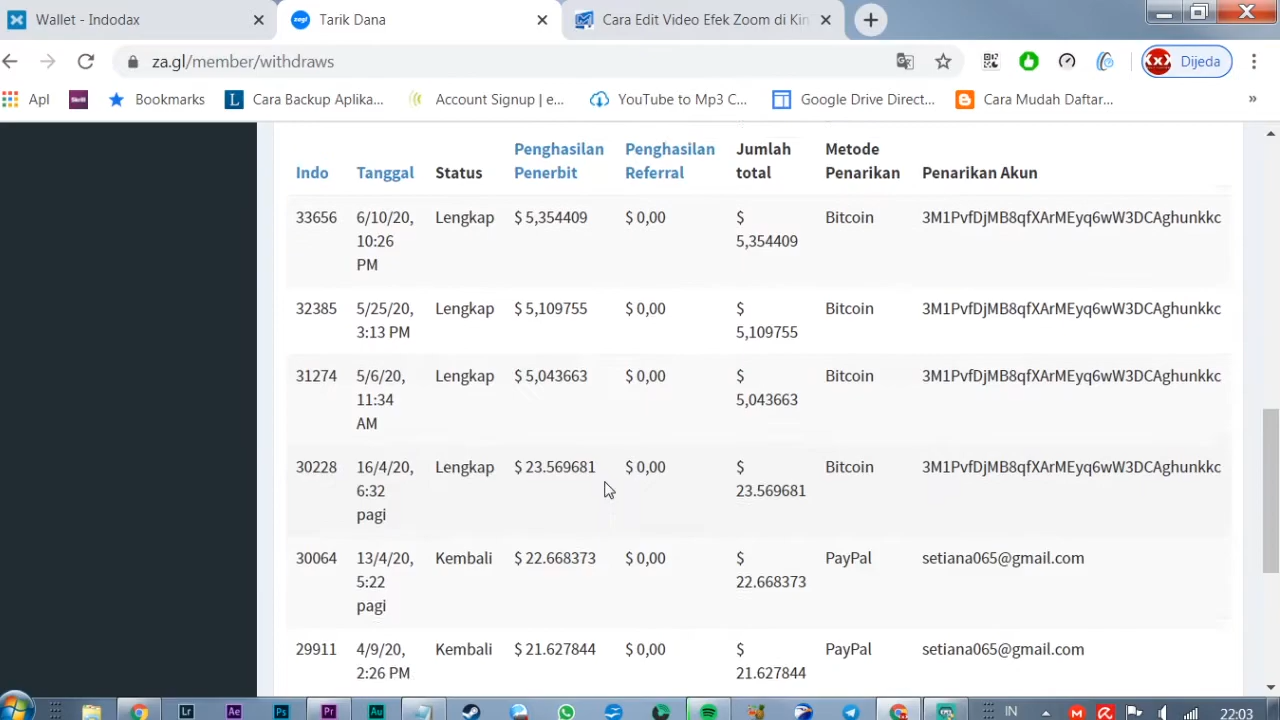 Wallet - Indodax
Tarik Dana
Cara Edit Video Efek Zoom di Kin
za.gl/member/withdraws
Dijeda
Apl
Skrill
Bookmarks
Cara Backup Aplika...
Account Signup | e...
YouTube to Mp3 C...
Google Drive Direct...
Cara Mudah Daftar...
»
Indo
Tanggal
Status
Penghasilan
Penerbit
Penghasilan
Referral
Jumlah
total
Metode
Penarikan
Penarikan Akun
33656
6/10/20,
10:26
PM
Lengkap
$ 5,354409
$ 0,00
$
5,354409
Bitcoin
3M1PvfDjMB8qfXArMEyq6wW3DCAghunkkc
32385
5/25/20,
3:13 PM
Lengkap
$ 5,109755
$ 0,00
$
5,109755
Bitcoin
3M1PvfDjMB8qfXArMEyq6wW3DCAghunkkc
31274
5/6/20,
11:34
AM
Lengkap
$ 5,043663
$ 0,00
$
5,043663
Bitcoin
3M1PvfDjMB8qfXArMEyq6wW3DCAghunkkc
30228
16/4/20,
6:32
pagi
Lengkap
$ 23.569681
$ 0,00
$
23.569681
Bitcoin
3M1PvfDjMB8qfXArMEyq6wW3DCAghunkkc
30064
13/4/20,
5:22
pagi
Kembali
$ 22.668373
$ 0,00
$
22.668373
PayPal
setiana065@gmail.com
29911
4/9/20,
2:26 PM
Kembali
$ 21.627844
$ 0,00
$
21.627844
PayPal
setiana065@gmail.com
Lr
Ae
Ps
Pr
Au
IN
22:03